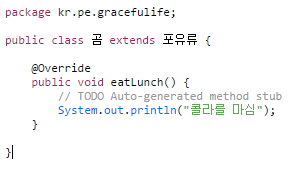 package kr.pe.gracefulife;
public class 곰 extends 포유류 {
@Override
public void eatLunch() {
// TODO Auto-generated method stub
System.out.println("콜라를 마심");
}
}